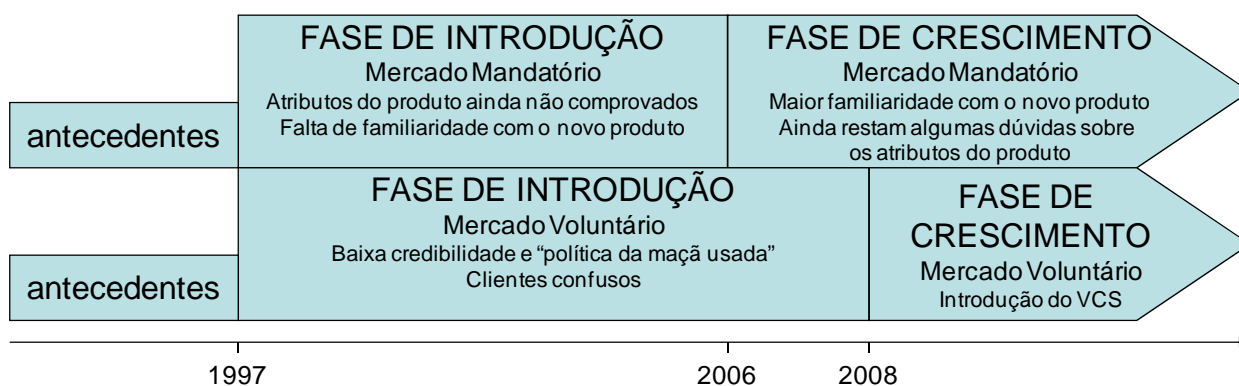 FASE DE INTRODUÇÃO
Mercado Mandatório
Atributos do produto ainda não comprovados
Falta de familiaridade com o novo produto
FASE DE CRESCIMENTO
Mercado Mandatório
Maior familiaridade com o novo produto
Ainda restam algumas dúvidas sobre
os atributos do produto
antecedentes
FASE DE INTRODUÇÃO
Mercado Voluntário
Baixa credibilidade e “política da maçã usada”
Clientes confusos
FASE DE
CRESCIMENTO
Mercado Voluntário
Introdução do VCS
antecedentes
1997
2006
2008